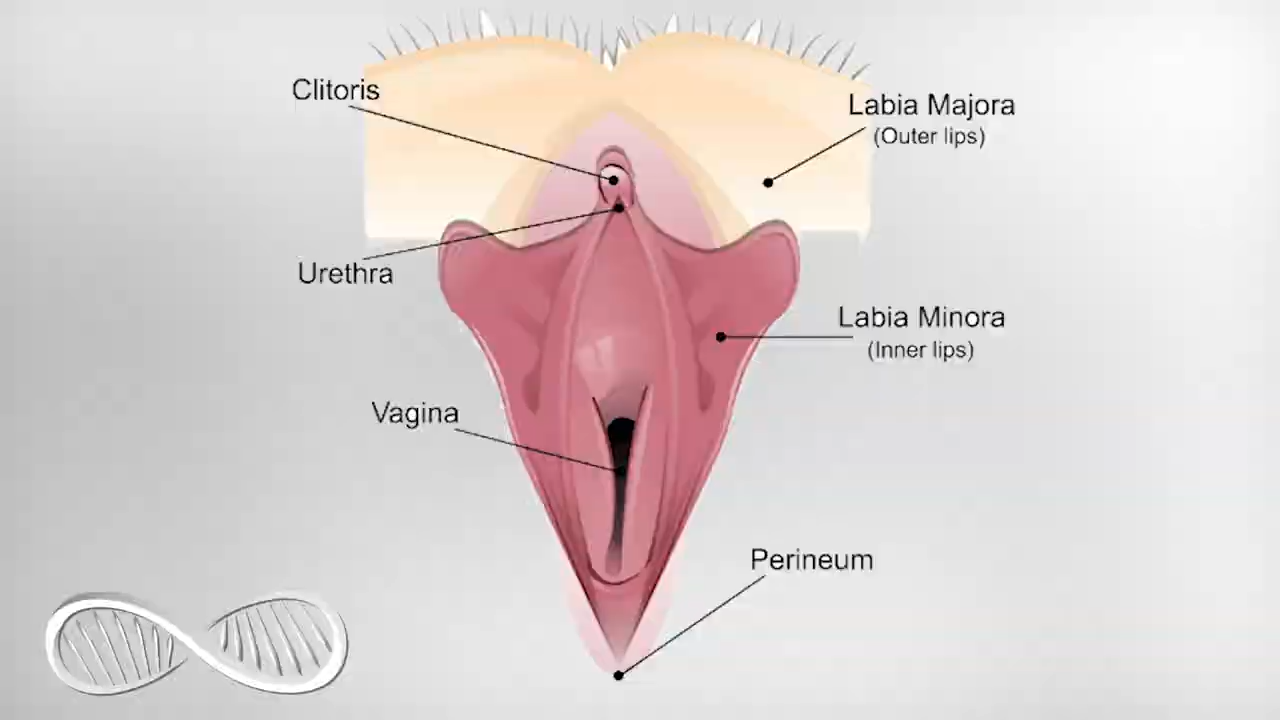 Clitoris
Labia Majora
(Outer lips)
Urethra
Labia Minora
(Inner lips)
Vagina
Perineum